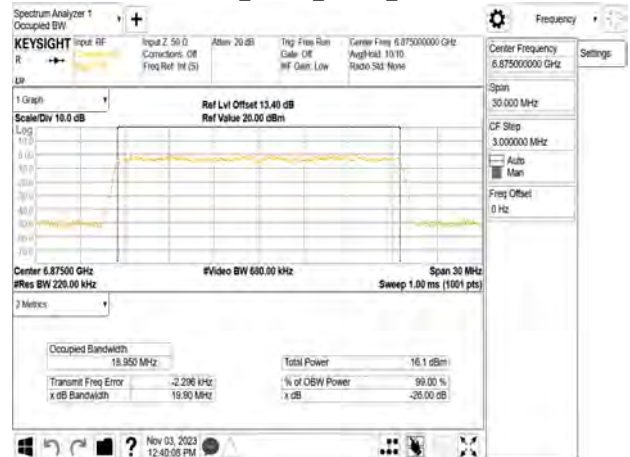 Spectrum Analyzer 1
Occupied BW
Frequency
KEYSIGHT Input: RF
Input Z: 50 Ω
Atten: 20 dB
Trig: Free Run
Center Freq: 6.875000000 GHz
R
Corrections: Off
Gate: Off
Avg|Hold: 10/10
Freq Ref: Int (S)
#IF Gain: Low
Radio Std: None
Center Frequency
6.875000000 GHz
Settings
Span
30.000 MHz
CF Step
3.000000 MHz
Auto
Man
Freq Offset
0 Hz
1 Graph
Scale/Div 10.0 dB
Ref Lvl Offset 13.40 dB
Ref Value 20.00 dBm
Log
Center 6.87500 GHz
#Video BW 680.00 kHz
Span 30 MHz
#Res BW 220.00 kHz
Sweep 1.00 ms (1001 pts)
2 Metrics
Occupied Bandwidth
18.950 MHz
Total Power
16.1 dBm
Transmit Freq Error
-2.296 kHz
% of OBW Power
99.00 %
x dB Bandwidth
19.90 MHz
x dB
-26.00 dB
Nov 03, 2023
12:40:08 PM